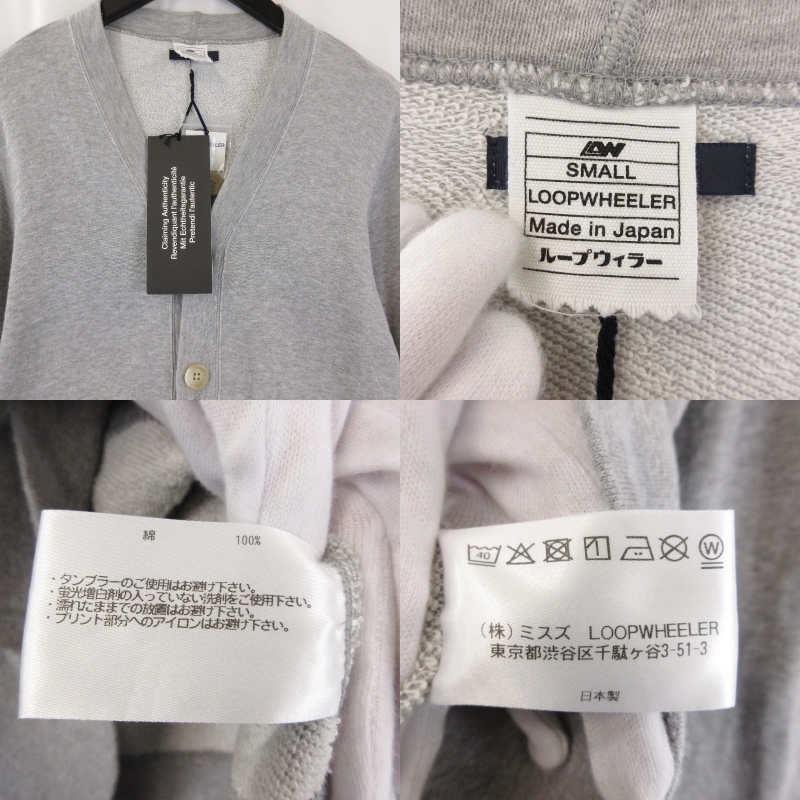 Claiming Authenticity
Revendiquant l'authenticité
Mit Echtheitsgarantie
Pretendi l'autentic
LW
SMALL
LOOPWHEELER
Made in Japan
ループウィラー
綿 100%
・タンブラーのご使用はお避け下さい。
・蛍光増白剤の入っていない洗剤をご使用下さい。
・濡れたままでの放置はお避け下さい。
・プリント部分へのアイロンはお避け下さい。
40
W
(株)ミスズ LOOPWHEELER
東京都渋谷区千駄ヶ谷3-51-3
日本製